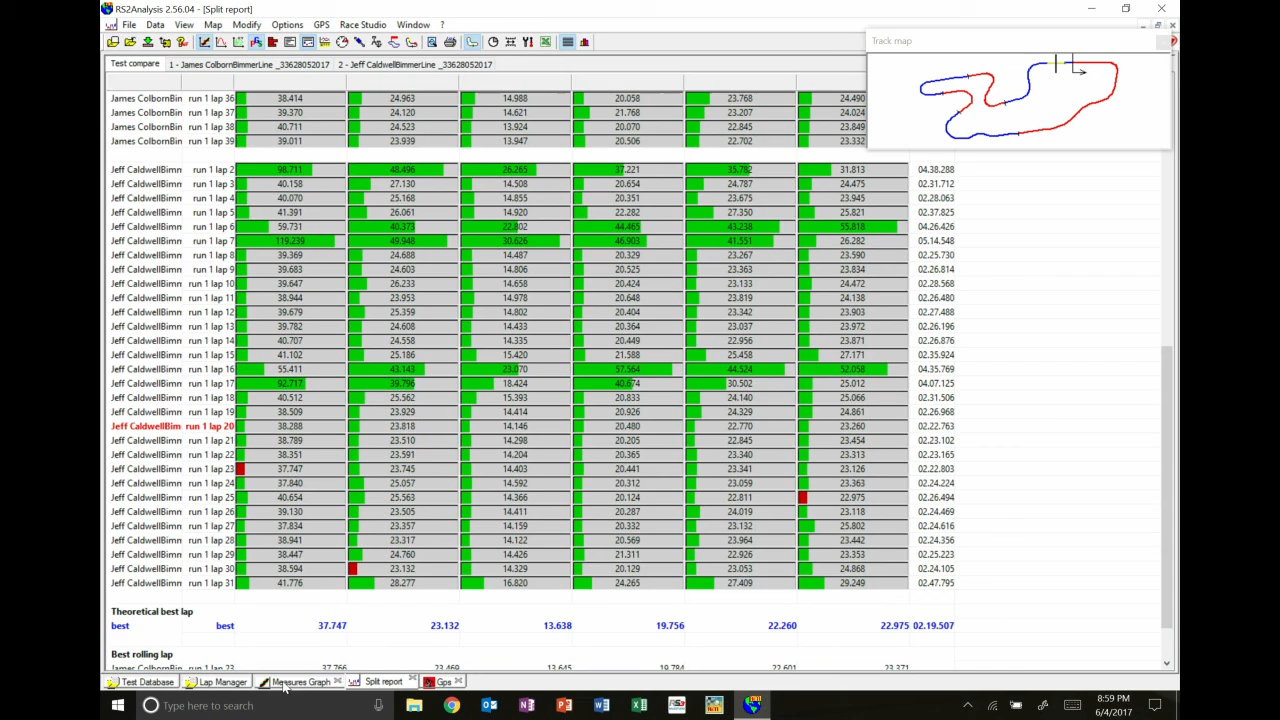 RS2Analysis 2.56.04 - [Split report]
File Data View Map Modify Options GPS Race Studio Window ?
Track map
Test compare 1 - James ColbornBimmerLine _33628052017 2 - Jeff CaldwellBimmerLine _33628052017
James ColbornBin run 1 lap 36 38.414 24.963 14.988 20.058 23.768 24.490
James ColbornBin run 1 lap 37 39.370 24.120 14.621 21.768 23.207 24.024
James ColbornBin run 1 lap 38 40.711 24.523 13.924 20.070 22.845 23.849
James ColbornBin run 1 lap 39 39.011 23.939 13.947 20.506 22.702 23.332
Jeff CaldwellBimm run 1 lap 2 98.711 48.496 26.265 37.221 35.782 31.813 04.38.288
Jeff CaldwellBimm run 1 lap 3 40.158 27.130 14.508 20.654 24.787 24.475 02.31.712
Jeff CaldwellBimm run 1 lap 4 40.070 25.168 14.855 20.351 23.675 23.945 02.28.063
Jeff CaldwellBimm run 1 lap 5 41.391 26.061 14.920 22.282 27.350 25.821 02.37.825
Jeff CaldwellBimm run 1 lap 6 59.731 40.373 22.802 44.465 43.238 55.818 04.26.426
Jeff CaldwellBimm run 1 lap 7 119.239 49.948 30.626 46.903 41.551 26.282 05.14.548
Jeff CaldwellBimm run 1 lap 8 39.369 24.688 14.487 20.329 23.267 23.590 02.25.730
Jeff CaldwellBimm run 1 lap 9 39.683 24.603 14.806 20.525 23.363 23.834 02.26.814
Jeff CaldwellBimm run 1 lap 10 39.647 26.233 14.658 20.424 23.133 24.472 02.28.568
Jeff CaldwellBimm run 1 lap 11 38.944 23.953 14.978 20.648 23.819 24.138 02.26.480
Jeff CaldwellBimm run 1 lap 12 39.679 25.359 14.802 20.404 23.342 23.903 02.27.488
Jeff CaldwellBimm run 1 lap 13 39.782 24.608 14.433 20.364 23.037 23.972 02.26.196
Jeff CaldwellBimm run 1 lap 14 40.707 24.558 14.335 20.449 22.956 23.871 02.26.876
Jeff CaldwellBimm run 1 lap 15 41.102 25.186 15.420 21.588 25.458 27.171 02.35.924
Jeff CaldwellBimm run 1 lap 16 55.411 43.143 23.070 57.564 44.524 52.058 04.35.769
Jeff CaldwellBimm run 1 lap 17 92.717 39.796 18.424 40.674 30.502 25.012 04.07.125
Jeff CaldwellBimm run 1 lap 18 40.512 25.562 15.393 20.833 24.140 25.066 02.31.506
Jeff CaldwellBimm run 1 lap 19 38.509 23.929 14.414 20.926 24.329 24.861 02.26.968
Jeff CaldwellBim run 1 lap 20 38.288 23.818 14.146 20.480 22.770 23.260 02.22.763
Jeff CaldwellBimm run 1 lap 21 38.789 23.510 14.298 20.205 22.845 23.454 02.23.102
Jeff CaldwellBimm run 1 lap 22 38.351 23.591 14.204 20.365 23.340 23.313 02.23.165
Jeff CaldwellBimm run 1 lap 23 37.747 23.745 14.403 20.441 23.341 23.126 02.22.803
Jeff CaldwellBimm run 1 lap 24 37.840 25.057 14.592 20.312 23.059 23.363 02.24.224
Jeff CaldwellBimm run 1 lap 25 40.654 25.563 14.366 20.124 22.811 22.975 02.26.494
Jeff CaldwellBimm run 1 lap 26 39.130 23.505 14.411 20.287 24.019 23.118 02.24.469
Jeff CaldwellBimm run 1 lap 27 37.834 23.357 14.159 20.332 23.132 25.802 02.24.616
Jeff CaldwellBimm run 1 lap 28 38.941 23.317 14.122 20.569 23.964 23.442 02.24.356
Jeff CaldwellBimm run 1 lap 29 38.447 24.760 14.426 21.311 22.926 23.353 02.25.223
Jeff CaldwellBimm run 1 lap 30 38.594 23.132 14.329 20.129 23.053 24.868 02.24.105
Jeff CaldwellBimm run 1 lap 31 41.776 28.277 16.820 24.265 27.409 29.249 02.47.795
Theoretical best lap
best best 37.747 23.132 13.638 19.756 22.260 22.975 02.19.507
Best rolling lap
James ColbornBin run 1 lap 23 37.766 23.469 13.645 19.784 22.601 23.371
Test Database Lap Manager Measures Graph Split report Gps
Type here to search
8:59 PM
6/4/2017